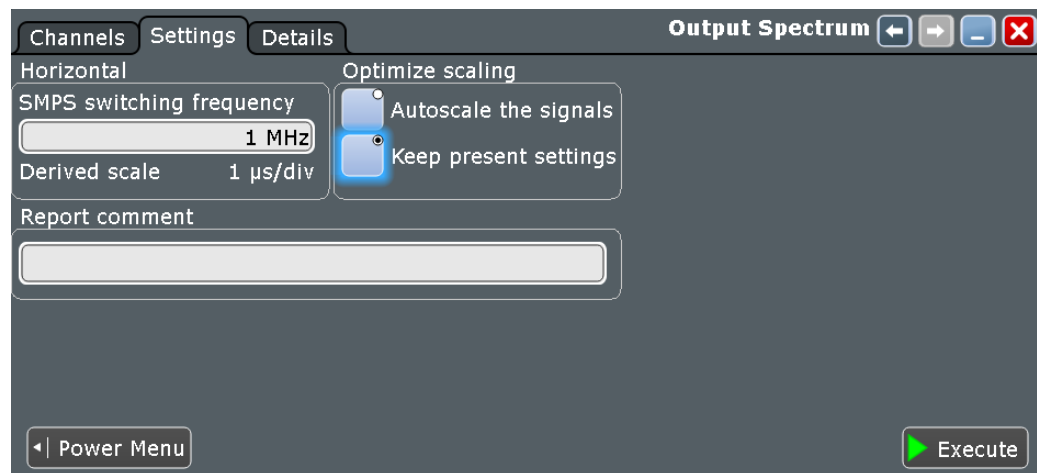 Channels Settings Details Output Spectrum
Horizontal Optimize scaling
SMPS switching frequency Autoscale the signals
1 MHz
Keep present settings
Derived scale 1 µs/div
Report comment
Power Menu Execute